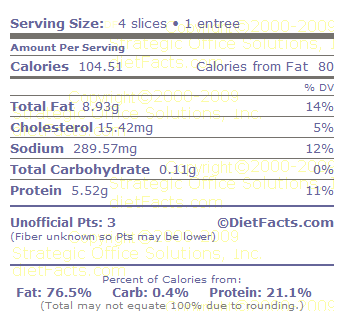 Serving Size: 4 slices • 1 entree
Amount Per Serving
Calories 104.51 Calories from Fat 80
% DV
Total Fat 8.93g 14%
Cholesterol 15.42mg 5%
Sodium 289.57mg 12%
Total Carbohydrate 0.11g 0%
Protein 5.52g 11%
Unofficial Pts: 3 ©DietFacts.com
(Fiber unknown so Pts may be lower)
Percent of Calories from:
Fat: 76.5% Carb: 0.4% Protein: 21.1%
(Total may not equate 100% due to rounding.)